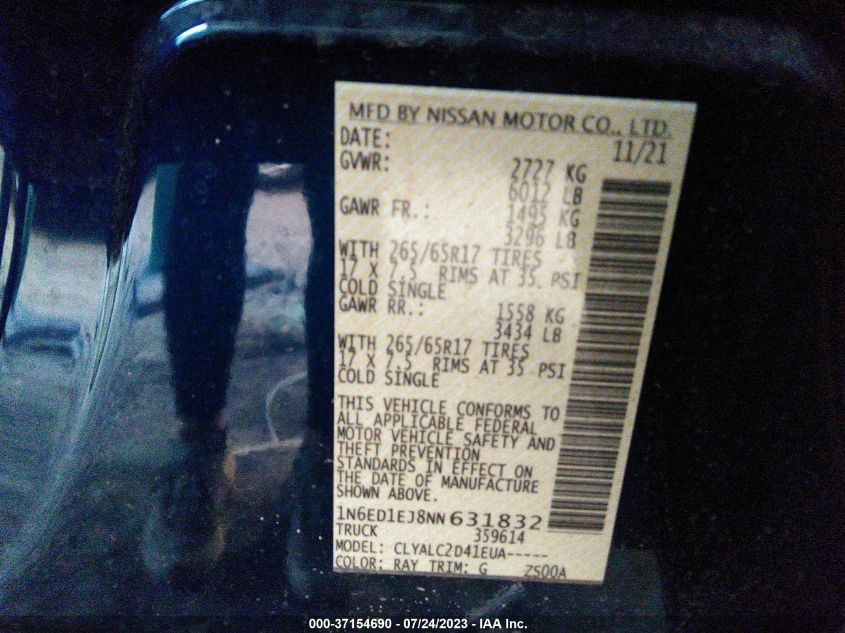 MFD BY NISSAN MOTOR CO., LTD.
DATE: 11/21
GVWR: 2727 KG
6012 LB
GAWR FR.: 1495 KG
3296 LB
WITH 265/65R17 TIRES
17 X 7.5 RIMS AT 35 PSI
COLD SINGLE
GAWR RR.: 1558 KG
3434 LB
WITH 265/65R17 TIRES
17 X 7.5 RIMS AT 35 PSI
COLD SINGLE
THIS VEHICLE CONFORMS TO
ALL APPLICABLE FEDERAL
MOTOR VEHICLE SAFETY AND
THEFT PREVENTION
STANDARDS IN EFFECT ON
THE DATE OF MANUFACTURE
SHOWN ABOVE.
1N6ED1EJ8NN631832
TRUCK 359614
MODEL: CLYALC2D41EUA-----
COLOR: RAY TRIM: G ZS00A
000-37154690 - 07/24/2023 - IAA Inc.